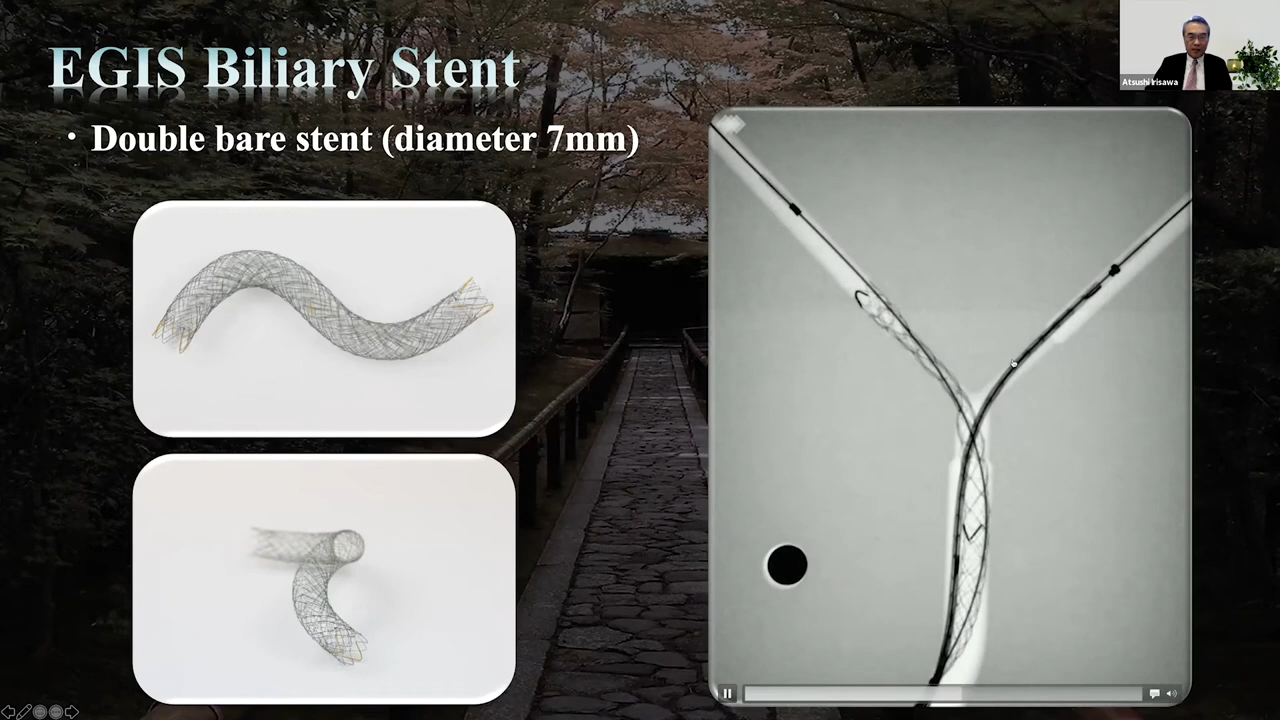 EGIS Biliary Stent
• Double bare stent (diameter 7mm)
Atsushi Irisawa